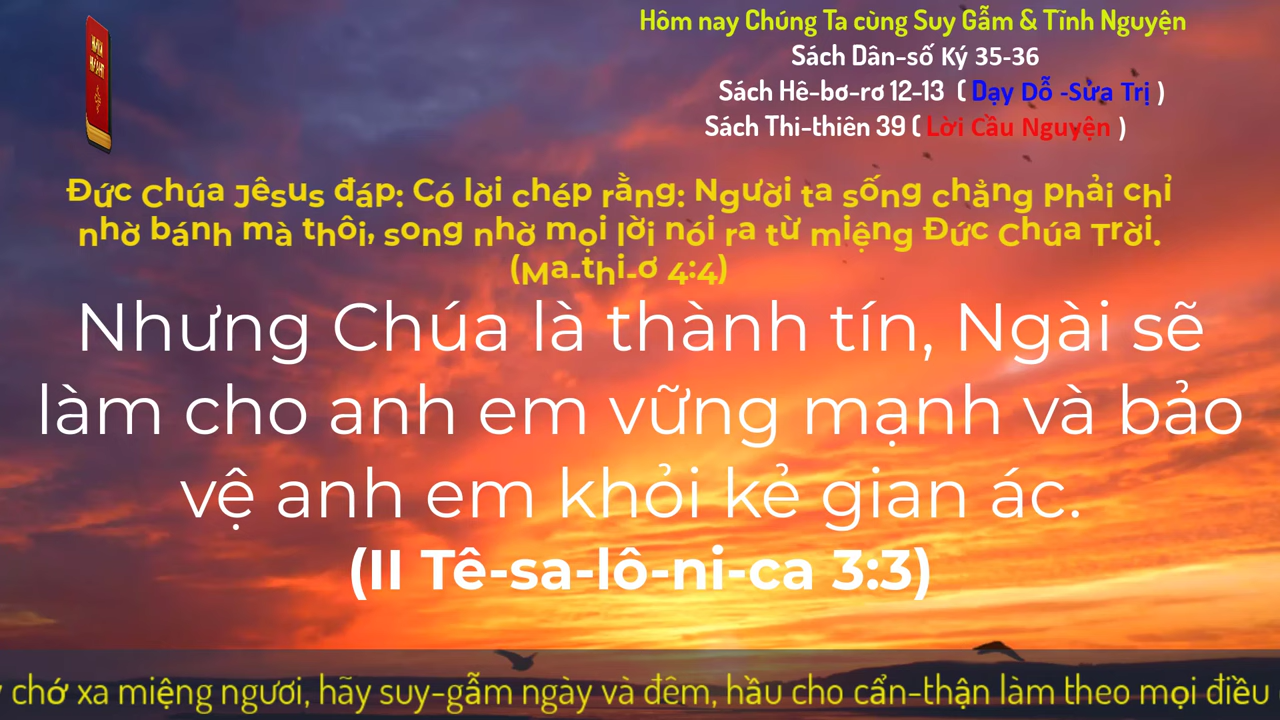 Hôm nay Chúng Ta cùng Suy Gẫm & Tĩnh Nguyện
Sách Dân-số Ký 35-36
Sách Hê-bơ-rơ 12-13 ( Dạy Dỗ -Sửa Trị )
Sách Thi-thiên 39 ( Lời Cầu Nguyện )
Đức Chúa Jêsus đáp: Có lời chép rằng: Người ta sống chẳng phải chỉ
nhờ bánh mà thôi, song nhờ mọi lời nói ra từ miệng Đức Chúa Trời.
(Ma-thi-ơ 4:4)
Nhưng Chúa là thành tín, Ngài sẽ
làm cho anh em vững mạnh và bảo
vệ anh em khỏi kẻ gian ác.
(II Tê-sa-lô-ni-ca 3:3)
chớ xa miệng ngươi, hãy suy-gẫm ngày và đêm, hầu cho cẩn-thận làm theo mọi điều